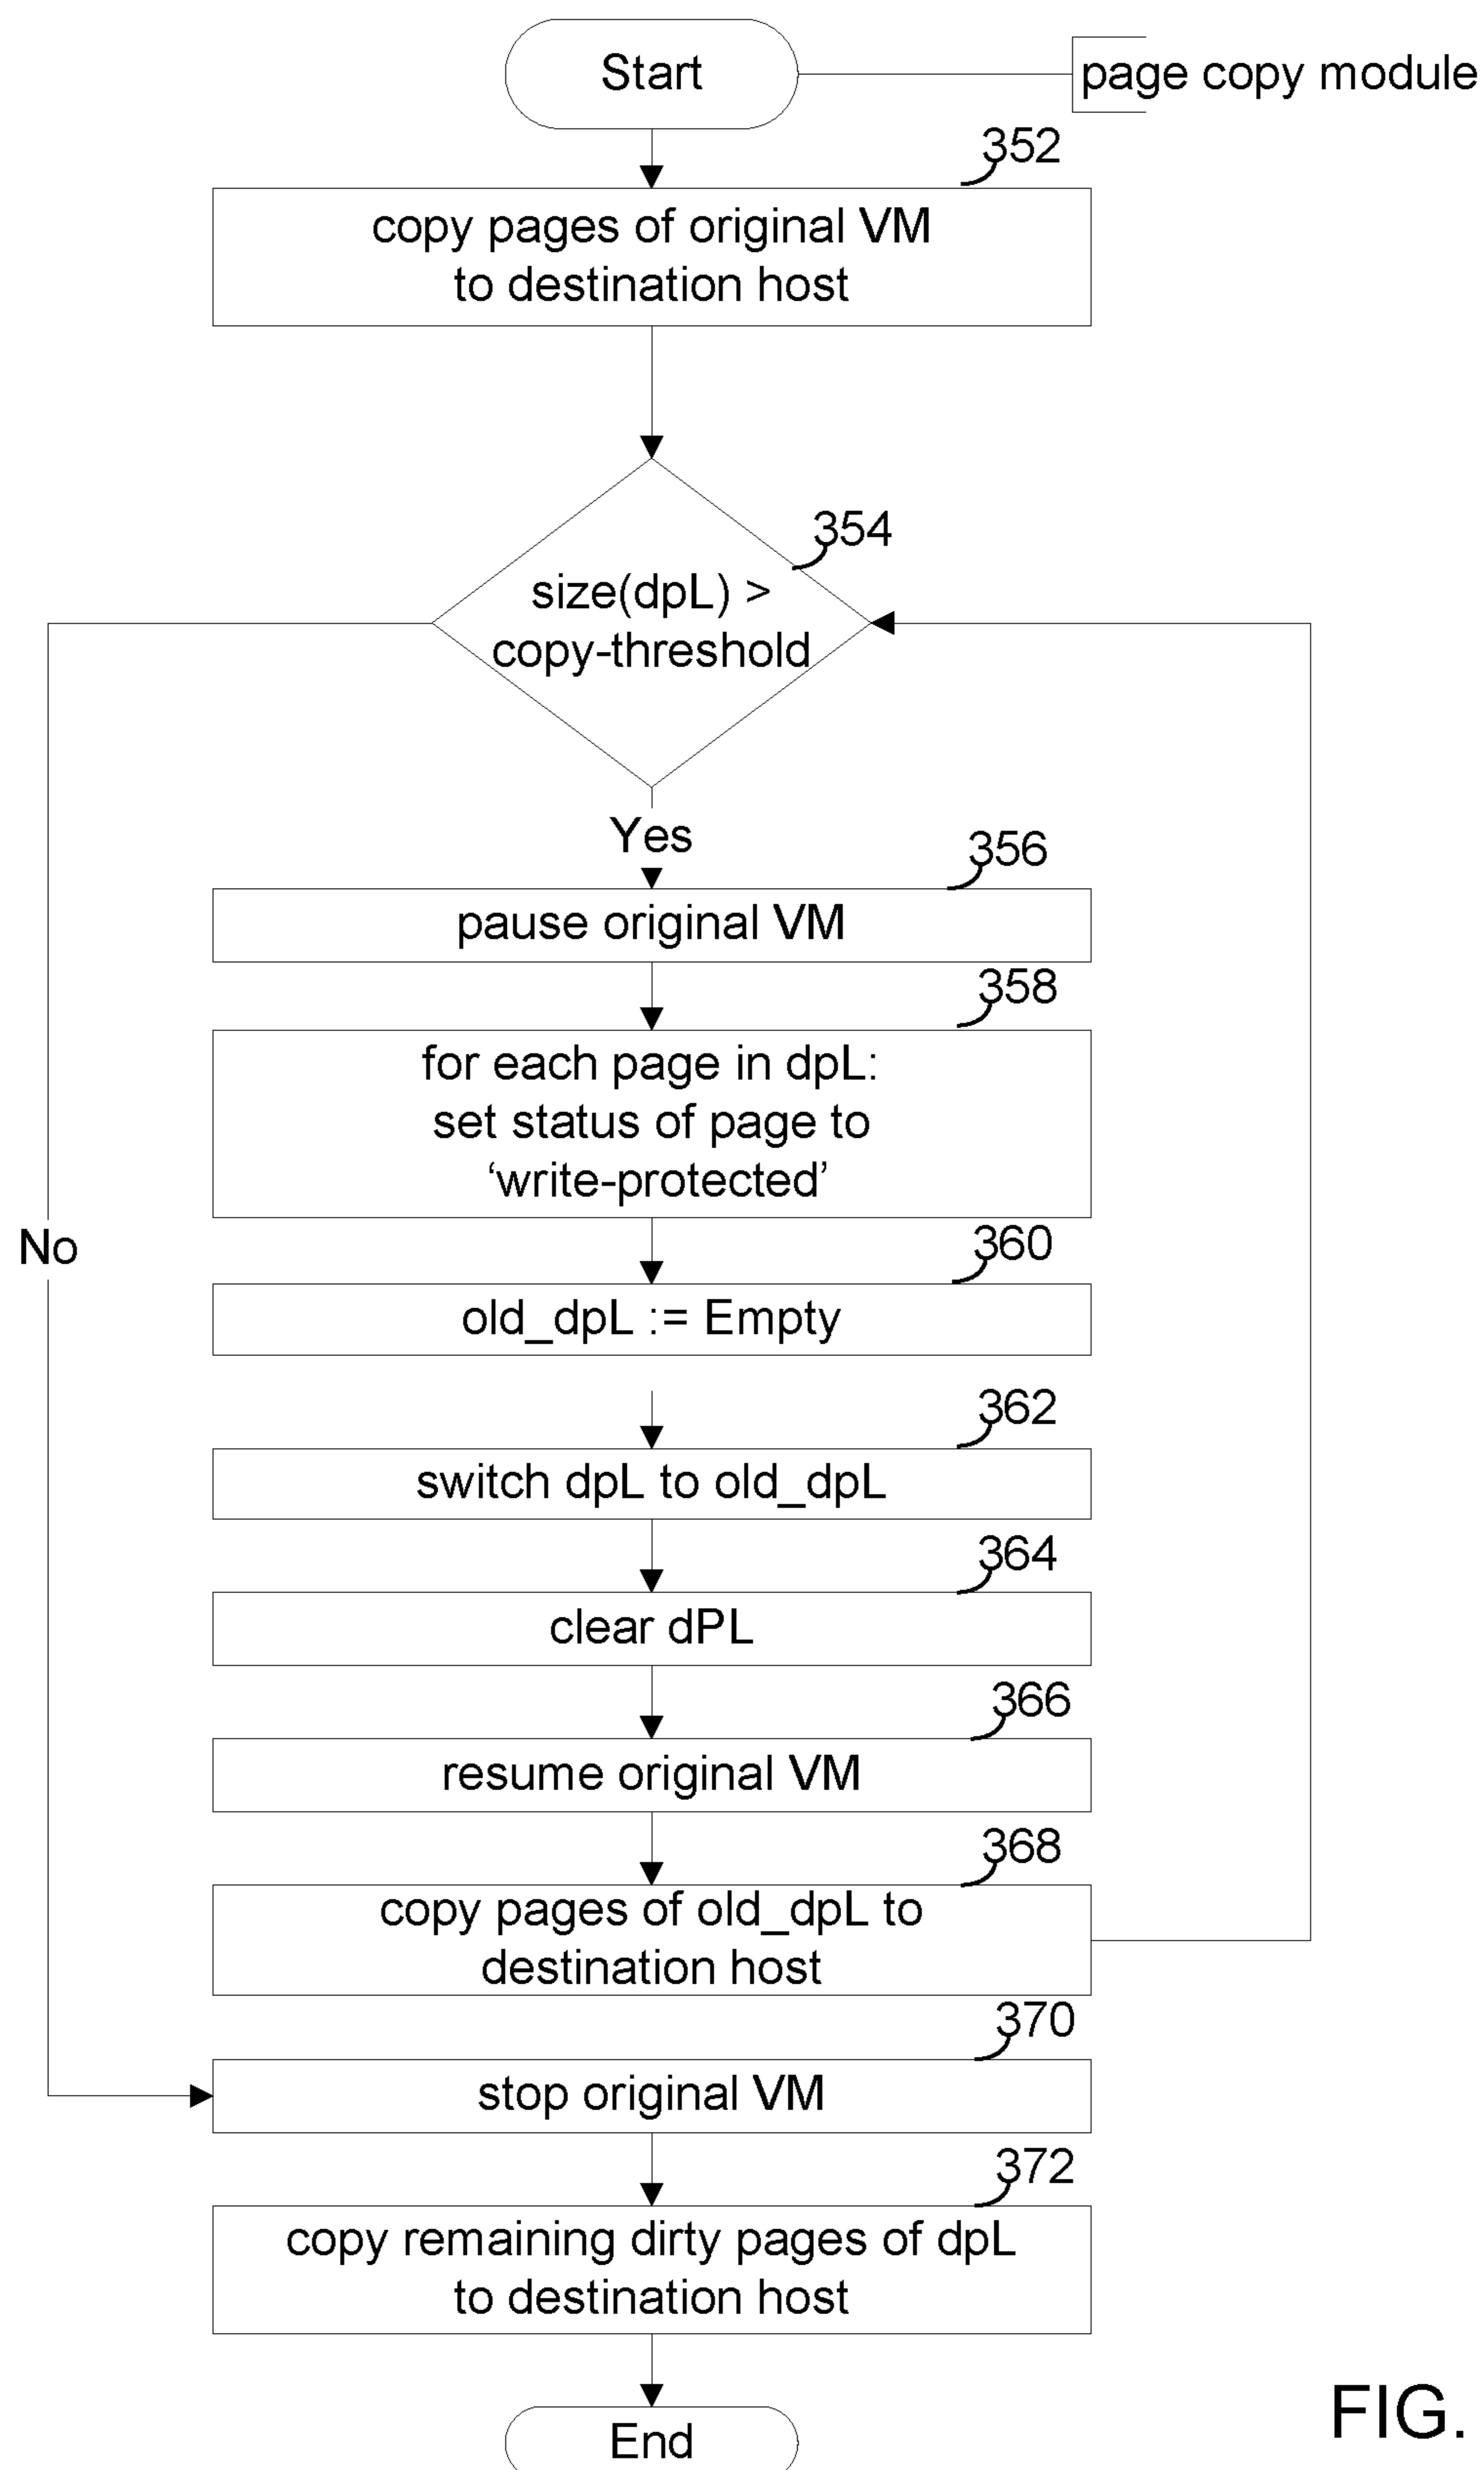 Start
page copy module
352
copy pages of original VM
to destination host
354
size(dpL) >
copy-threshold
Yes
356
pause original VM
358
for each page in dpL:
set status of page to
‘write-protected’
No
360
old_dpL := Empty
362
switch dpL to old_dpL
364
clear dPL
366
resume original VM
368
copy pages of old_dpL to
destination host
370
stop original VM
372
copy remaining dirty pages of dpL
to destination host
End
FIG.